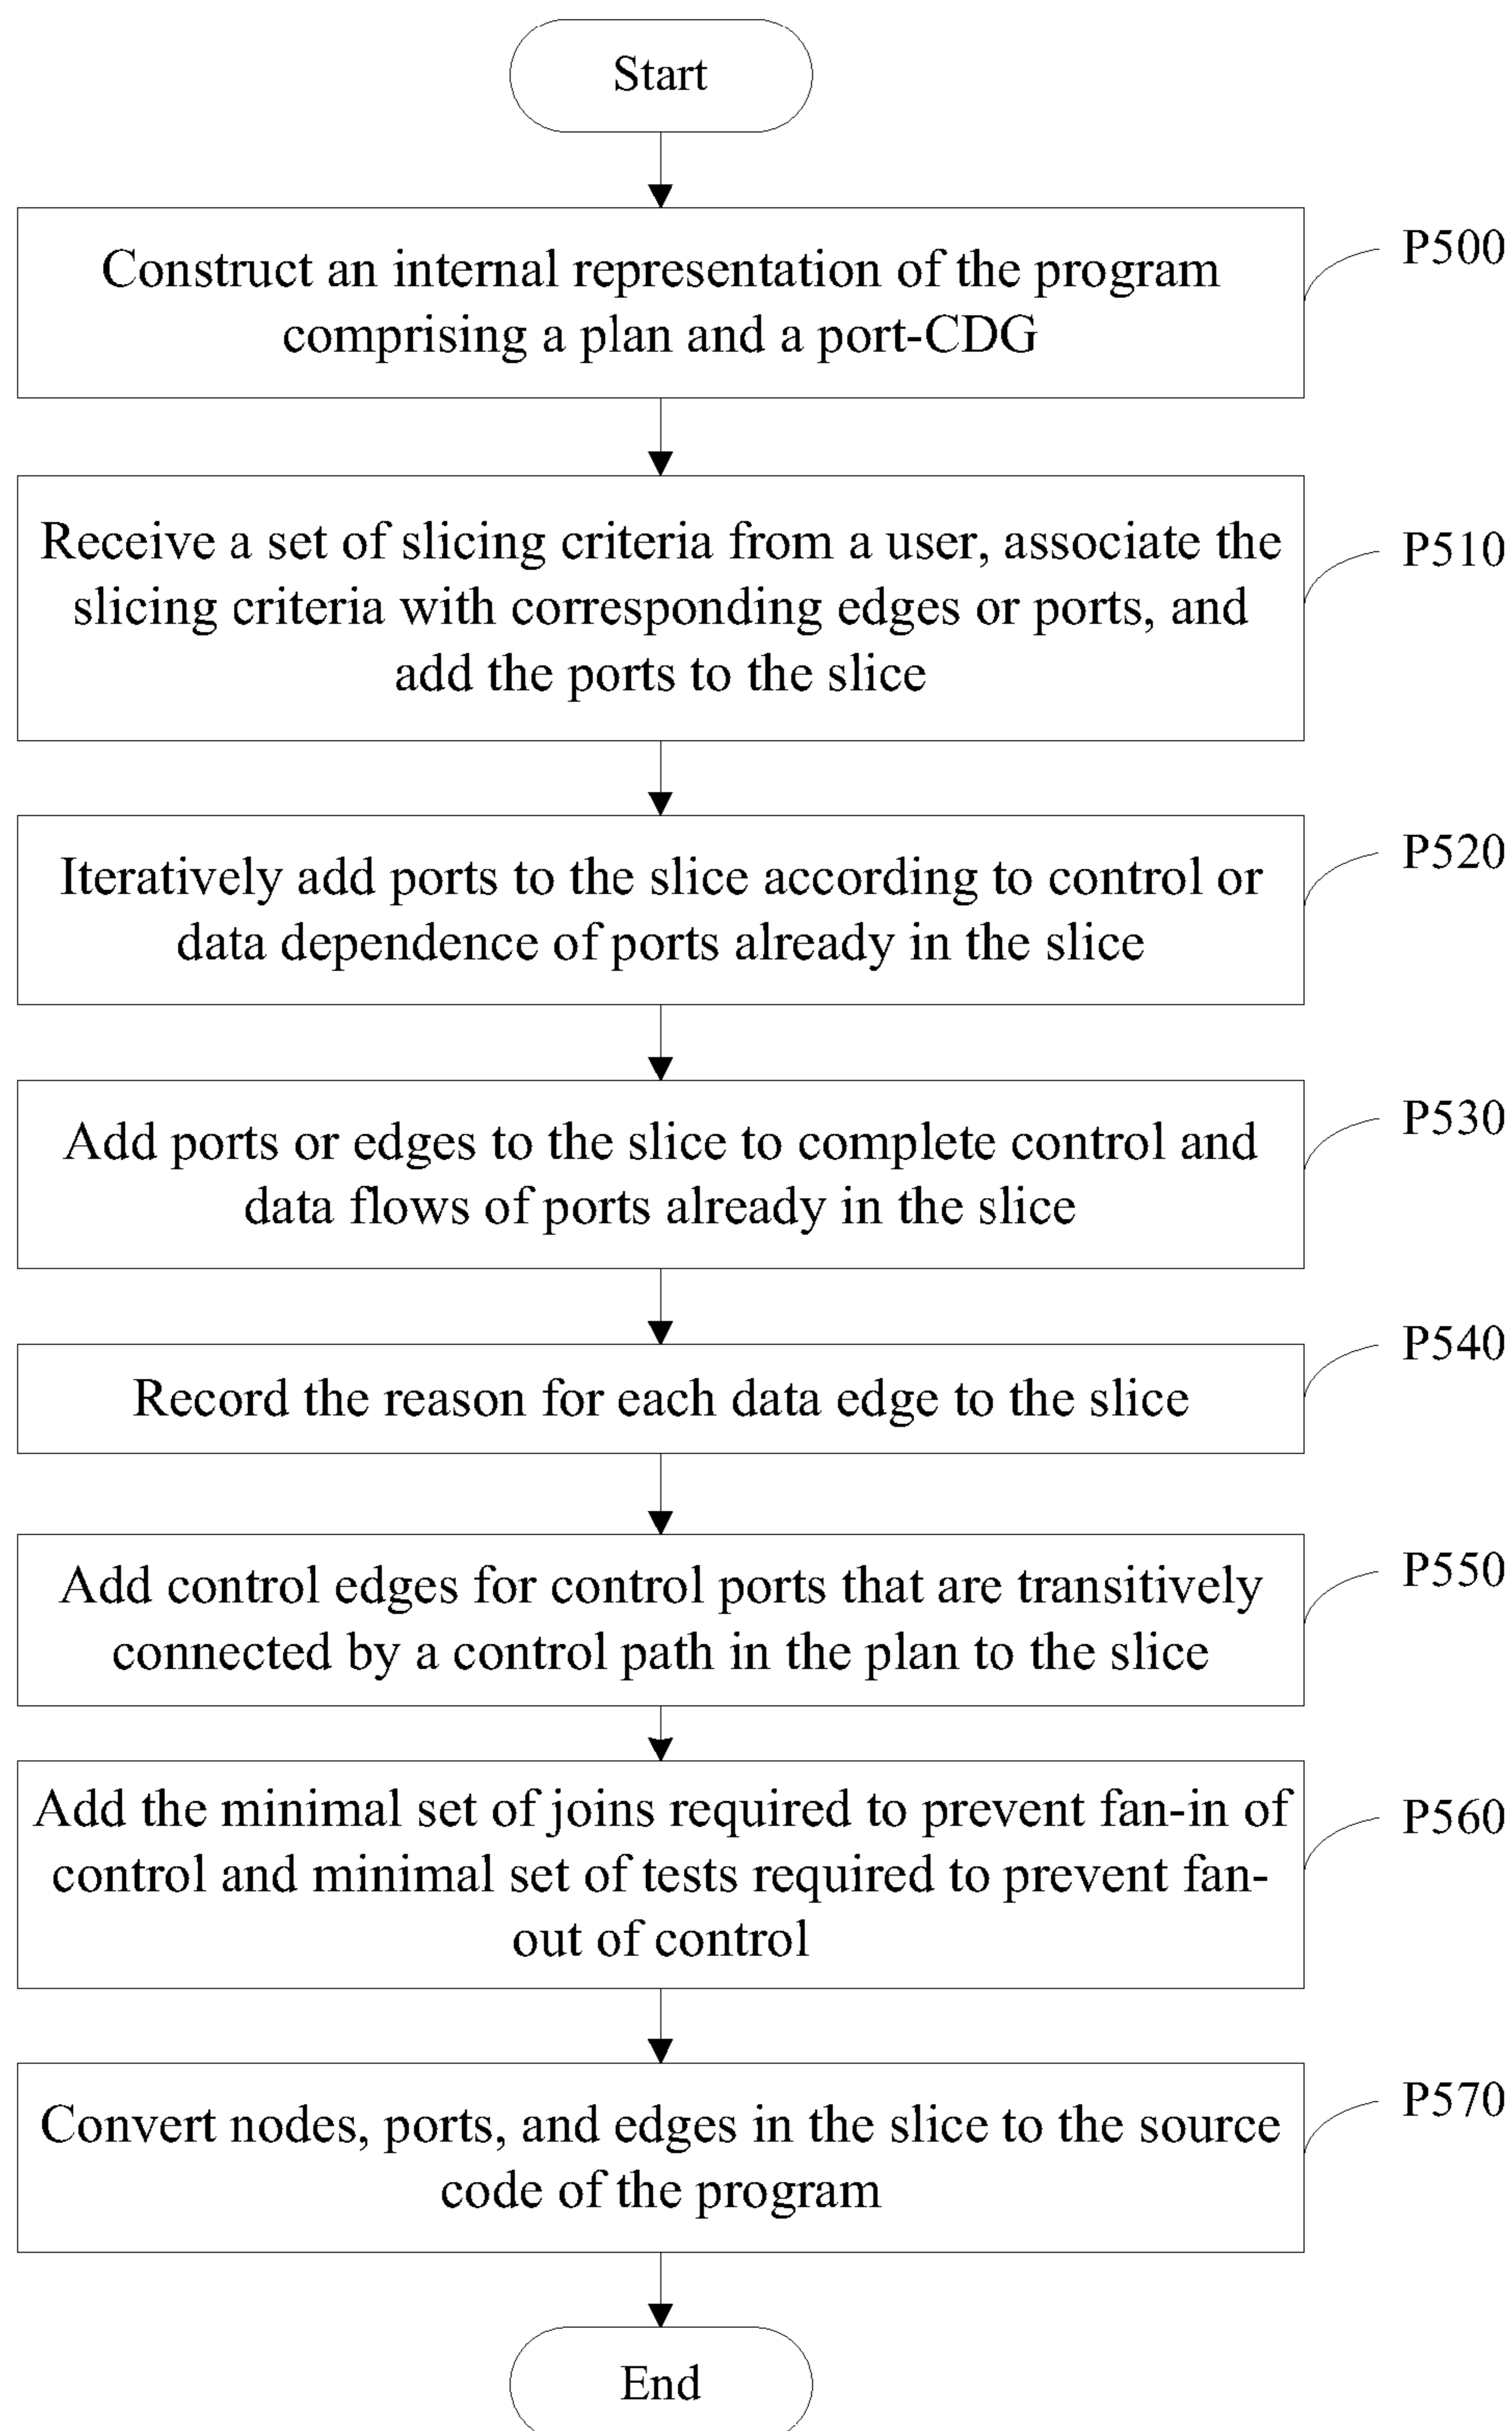 Start
Construct an internal representation of the program
comprising a plan and a port-CDG
P500
Receive a set of slicing criteria from a user, associate the
slicing criteria with corresponding edges or ports, and
add the ports to the slice
P510
Iteratively add ports to the slice according to control or
data dependence of ports already in the slice
P520
Add ports or edges to the slice to complete control and
data flows of ports already in the slice
P530
Record the reason for each data edge to the slice
P540
Add control edges for control ports that are transitively
connected by a control path in the plan to the slice
P550
Add the minimal set of joins required to prevent fan-in of
control and minimal set of tests required to prevent fan-
out of control
P560
Convert nodes, ports, and edges in the slice to the source
code of the program
P570
End